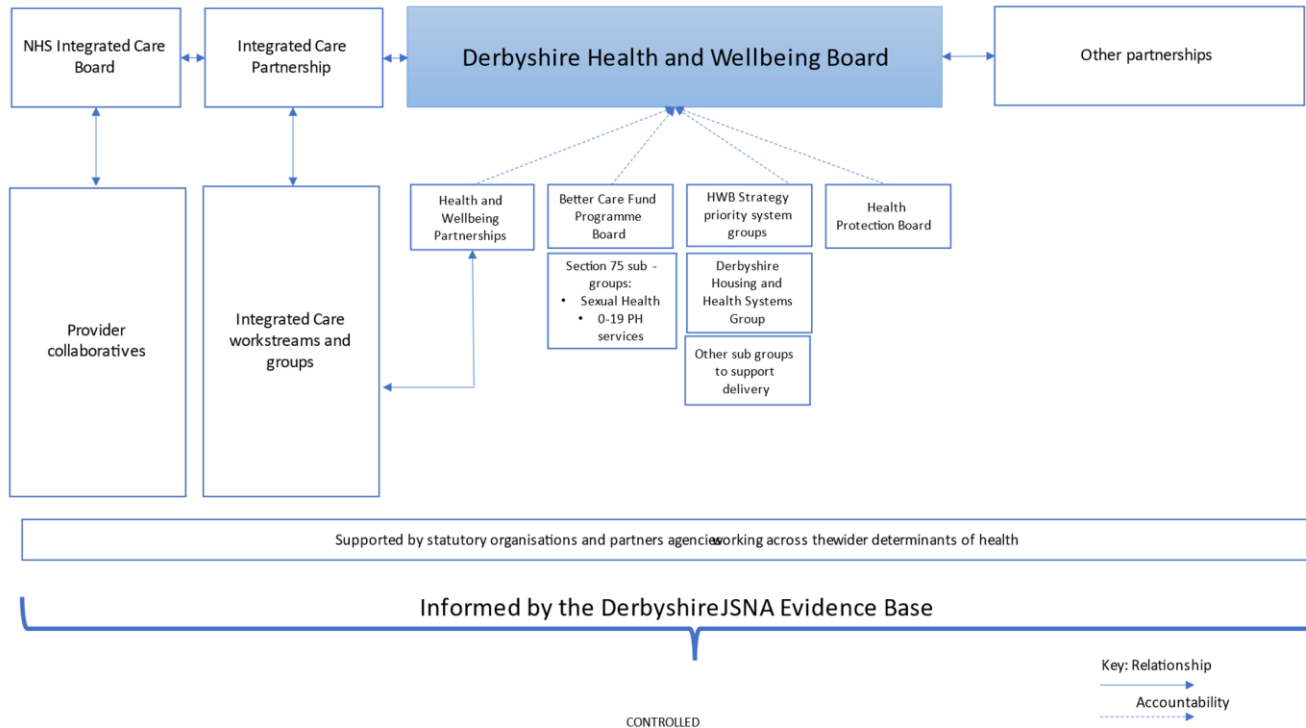 NHS Integrated Care
Board
Integrated Care
Partnership
Derbyshire Health and Wellbeing Board
Other partnerships
Provider
collaboratives
Integrated Care
workstreams and
groups
Health and
Wellbeing
Partnerships
Better Care Fund
Programme
Board
Section 75 sub -
groups:
• Sexual Health
• 0-19 PH
services
HWB Strategy
priority system
groups
Derbyshire
Housing and
Health Systems
Group
Other sub groups
to support
delivery
Health
Protection Board
Supported by statutory organisations and partners agencies working across thewider determinants of health
Informed by the DerbyshireJSNA Evidence Base
Key: Relationship
Accountability
CONTROLLED